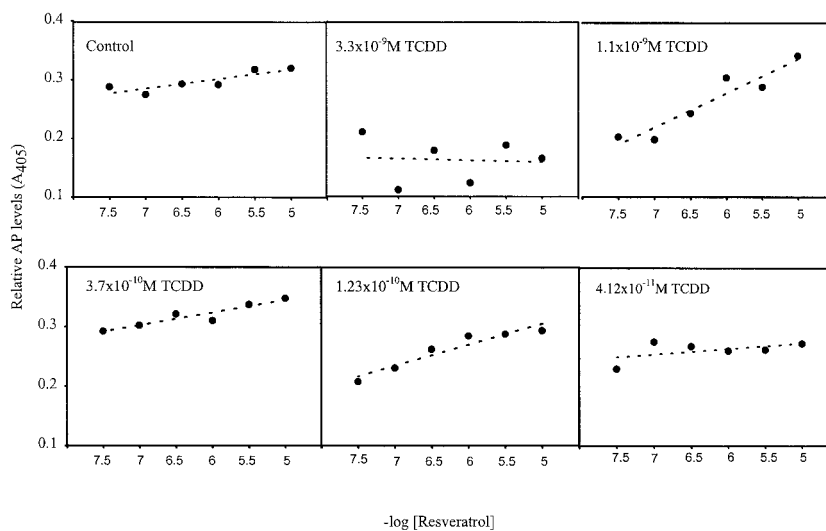 Relative AP levels (A405)
0.4
0.3
0.2
0.1
Control
7.5 7 6.5 6 5.5 5
3.3x10-9M TCDD
7.5 7 6.5 6 5.5 5
1.1x10-9M TCDD
7.5 7 6.5 6 5.5 5
0.4
0.3
0.2
0.1
3.7x10-10M TCDD
7.5 7 6.5 6 5.5 5
1.23x10-10M TCDD
7.5 7 6.5 6 5.5 5
4.12x10-11M TCDD
7.5 7 6.5 6 5.5 5
-log [Resveratrol]